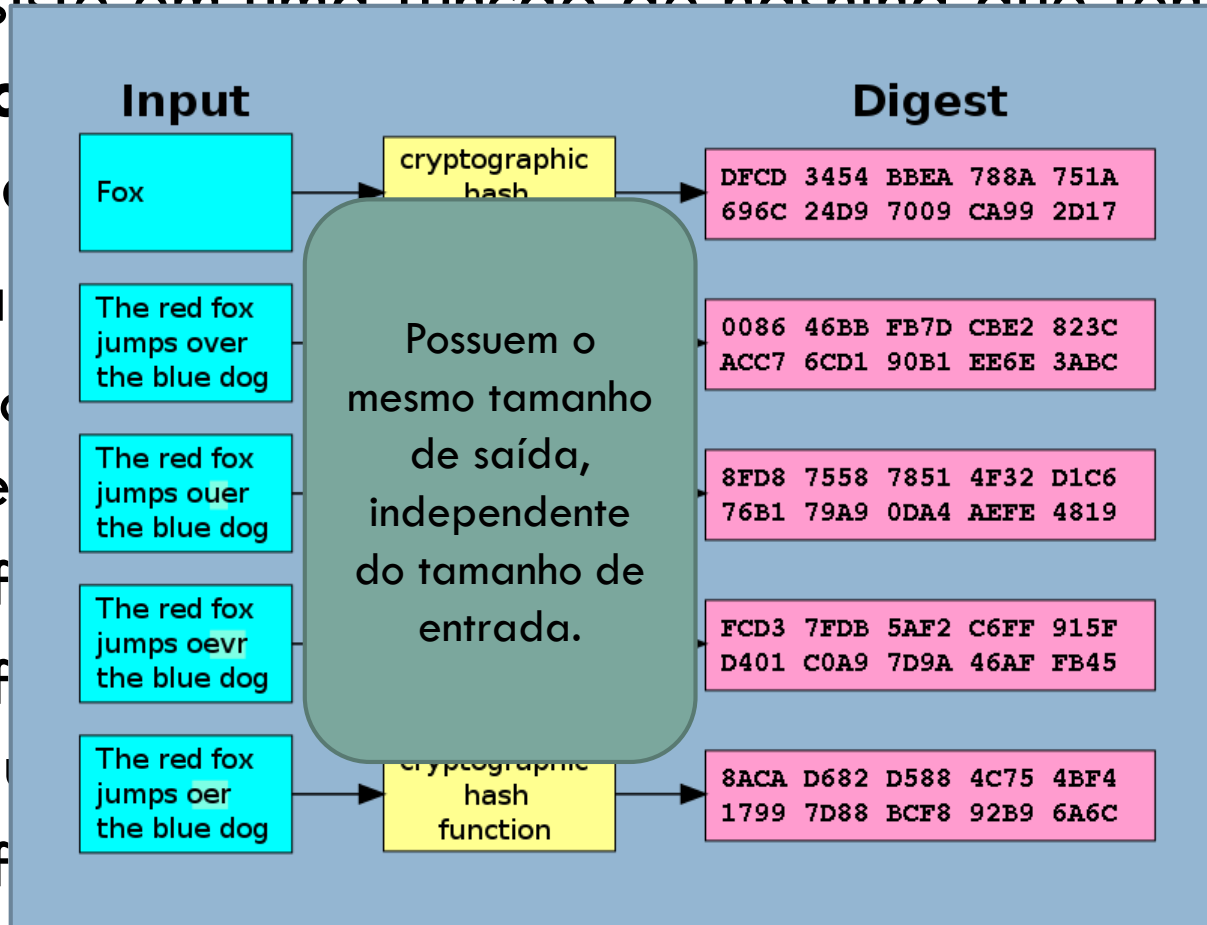 Input
Digest
Fox
cryptographic
hash
DFCD 3454 BBEA 788A 751A
696C 24D9 7009 CA99 2D17
The red fox
jumps over
the blue dog
0086 46BB FB7D CBE2 823C
ACC7 6CD1 90B1 EE6E 3ABC
Possuem o
mesmo tamanho
de saída,
independente
do tamanho de
entrada.
The red fox
jumps ouer
the blue dog
8FD8 7558 7851 4F32 D1C6
76B1 79A9 0DA4 AEFE 4819
The red fox
jumps oevr
the blue dog
FCD3 7FDB 5AF2 C6FF 915F
D401 C0A9 7D9A 46AF FB45
The red fox
jumps oer
the blue dog
cryptographic
hash
function
8ACA D682 D588 4C75 4BF4
1799 7D88 BCF8 92B9 6A6C